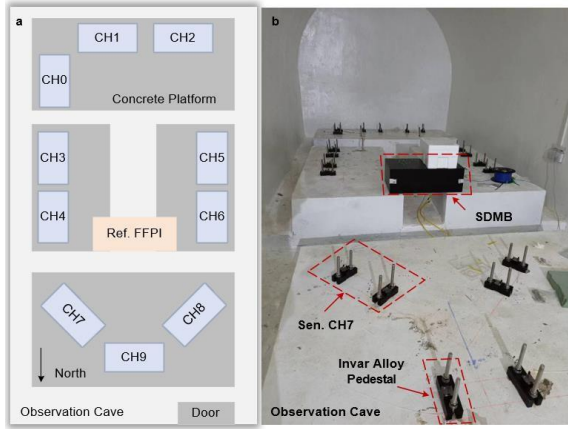 a
CH1
CH2
CH0
Concrete Platform
CH3
CH5
CH4
CH6
Ref. FFPI
CH7
CH8
CH9
North
Observation Cave
Door
b
SDMB
Sen. CH7
Invar Alloy
Pedestal
Observation Cave